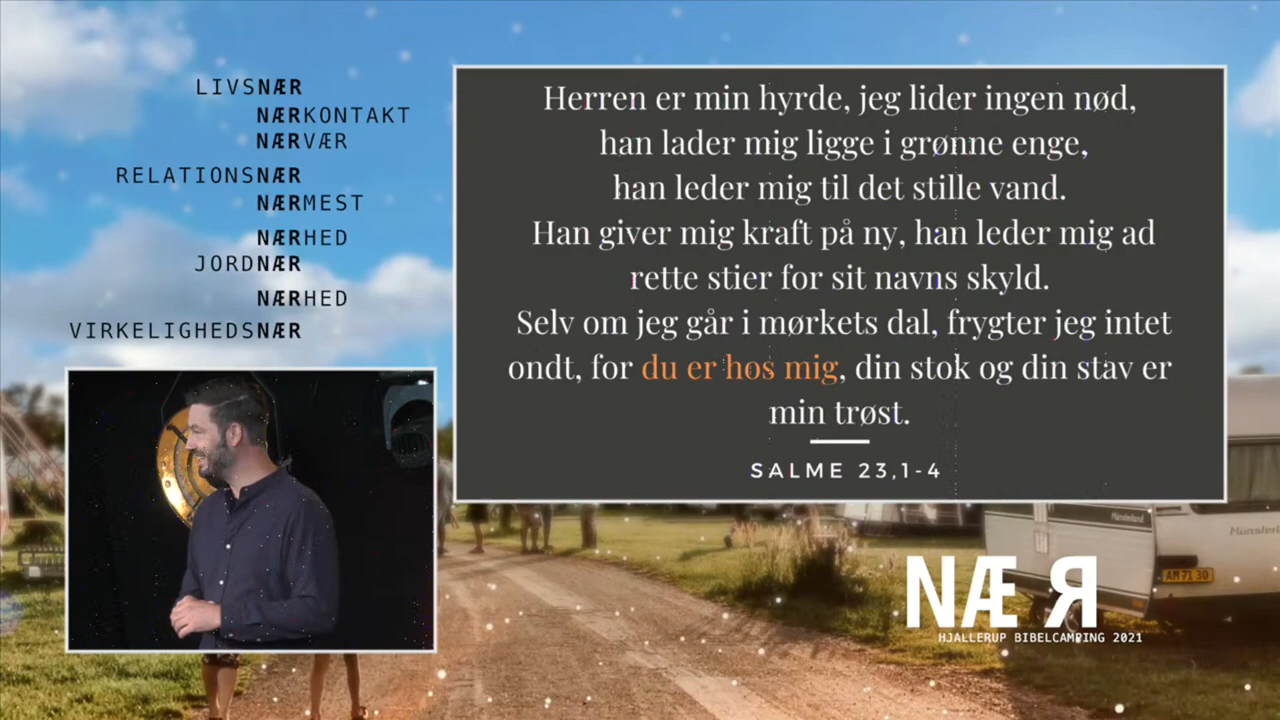 LIVSNÆR
NÆRKONTAKT
NÆRVÆR
RELATIONSNÆR
NÆRMEST
NÆRHED
JORDNÆR
NÆRHED
VIRKELIGHEDSNÆR
Herren er min hyrde, jeg lider ingen nød,
han lader mig ligge i grønne enge,
han leder mig til det stille vand.
Han giver mig kraft på ny, han leder mig ad
rette stier for sit navns skyld.
Selv om jeg går i mørkets dal, frygter jeg intet
ondt, for du er hos mig, din stok og din stav er
min trøst.
SALME 23,1-4
Münsterland
AM 71 30
NÆR
HJALLERUP BIBELCAMPING 2021